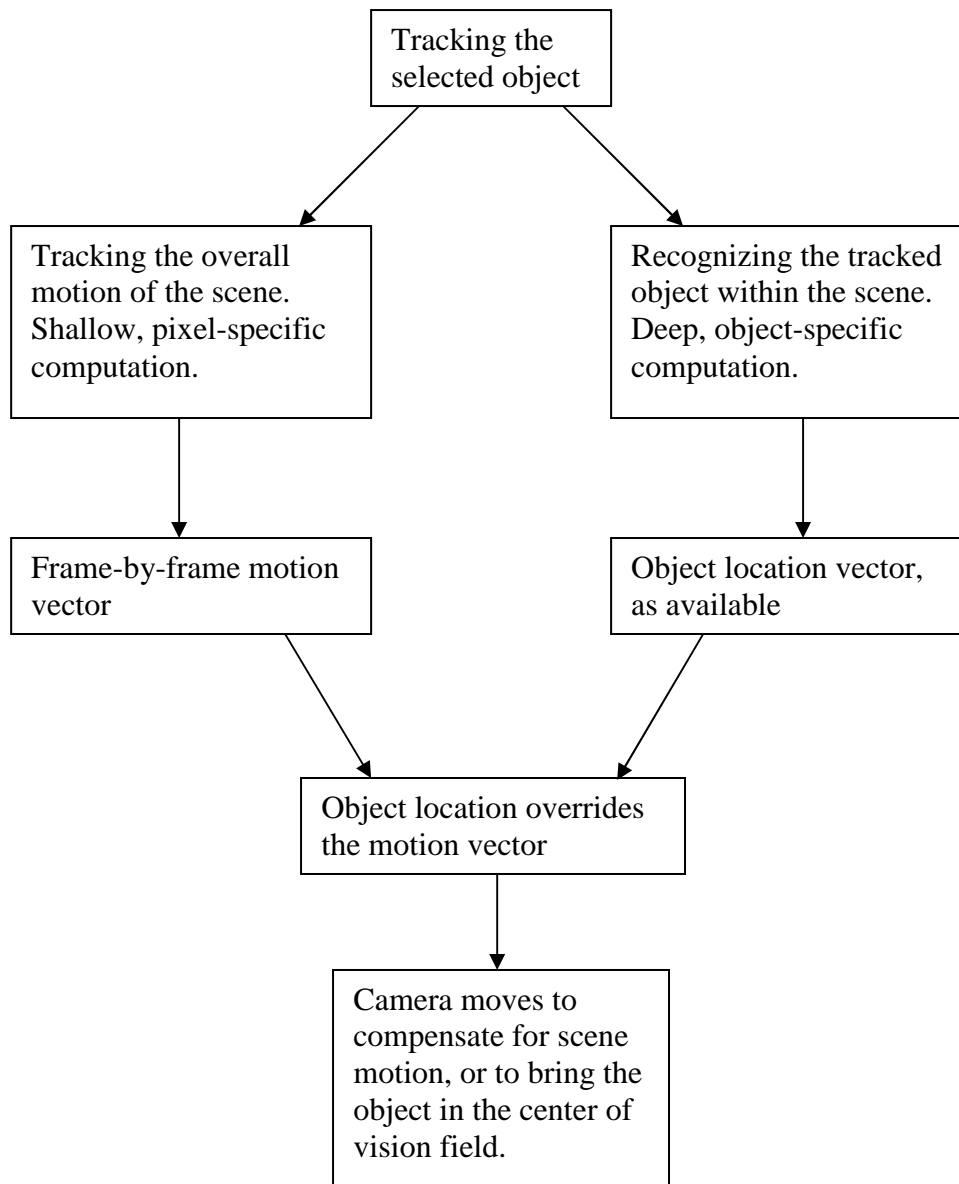 Tracking the
selected object
Tracking the overall
motion of the scene.
Shallow, pixel-specific
computation.
Recognizing the tracked
object within the scene.
Deep, object-specific
computation.
Frame-by-frame motion
vector
Object location vector,
as available
Object location overrides
the motion vector
Camera moves to
compensate for scene
motion, or to bring the
object in the center of
vision field.